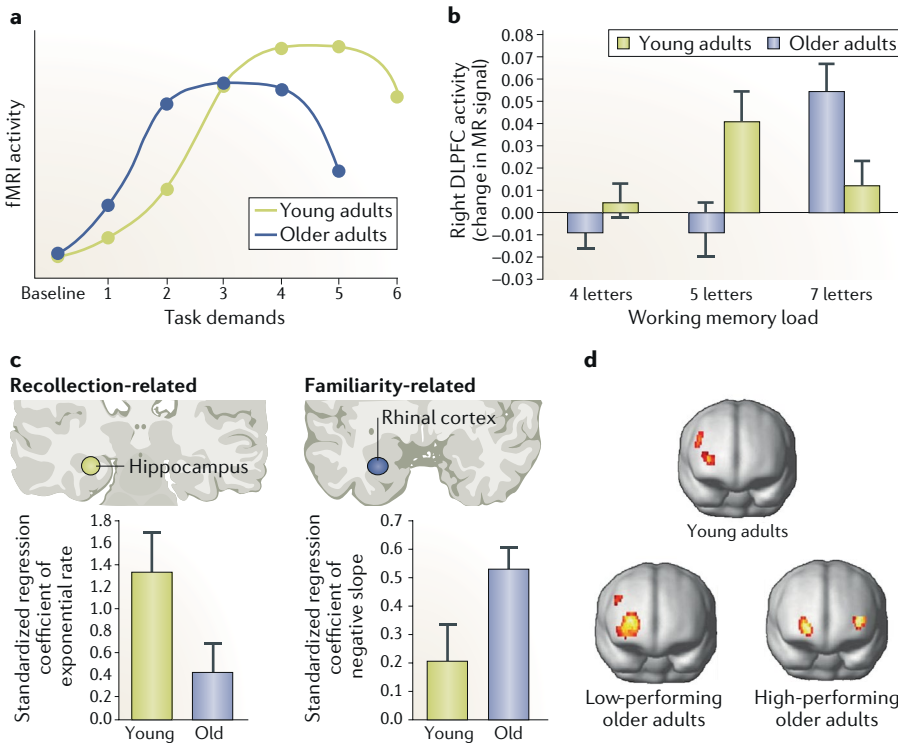 a
fMRI activity
Young adults
Older adults
Baseline 1 2 3 4 5 6
Task demands
b
Right DLPFC activity
(change in MR signal)
0.08
0.07
0.06
0.05
0.04
0.03
0.02
0.01
0.00
−0.01
−0.02
−0.03
Young adults Older adults
4 letters 5 letters 7 letters
Working memory load
c
Recollection-related
Hippocampus
Standardized regression
coefficient of
exponential rate
1.8
1.6
1.4
1.2
1.0
0.8
0.6
0.4
0.2
0.0
Young Old
Familiarity-related
Rhinal cortex
Standardized regression
coefficient of
negative slope
0.7
0.6
0.5
0.4
0.3
0.2
0.1
0.0
Young Old
d
Young adults
Low-performing
older adults
High-performing
older adults